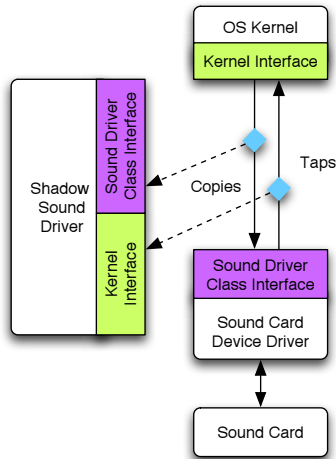 OS Kernel
Kernel Interface
Shadow
Sound
Driver
Sound Driver
Class Interface
Kernel
Interface
Taps
Copies
Sound Driver
Class Interface
Sound Card
Device Driver
Sound Card